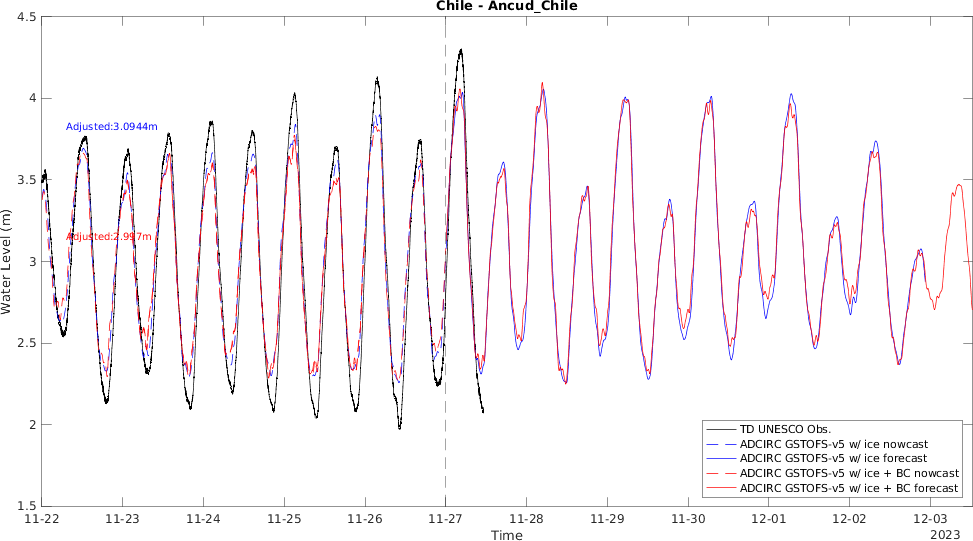 Chile - Ancud_Chile
4.5
4
3.5
3
2.5
2
1.5
Water Level (m)
Adjusted:3.0944m
Adjusted:2.997m
TD UNESCO Obs.
ADCIRC GSTOFS-v5 w/ ice nowcast
ADCIRC GSTOFS-v5 w/ ice forecast
ADCIRC GSTOFS-v5 w/ ice + BC nowcast
ADCIRC GSTOFS-v5 w/ ice + BC forecast
11-22 11-23 11-24 11-25 11-26 11-27 11-28 11-29 11-30 12-01 12-02 12-03
Time
2023